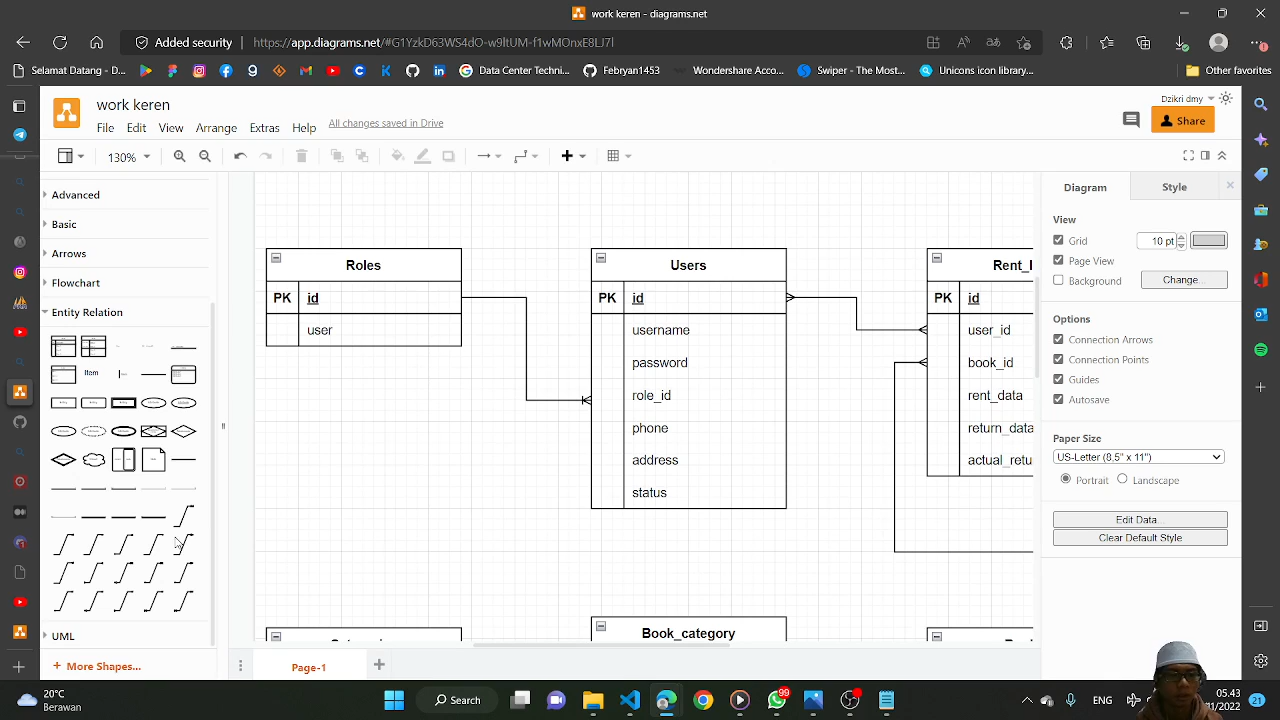 work keren - diagrams.net
Added security
https://app.diagrams.net/#G1YzkD63WS4dO-w9ltUM-f1wMOnxE8LJ7l
Selamat Datang - D...
Data Center Techni...
Febryan1453
Wondershare Acco...
Swiper - The Most...
Unicons icon library...
Other favorites
work keren
Dzikri dmy
File Edit View Arrange Extras Help
All changes saved in Drive
Share
130%
Advanced
Basic
Arrows
Flowchart
Entity Relation
Item
UML
+ More Shapes...
Roles
PK id
user
Users
PK id
username
password
role_id
phone
address
status
Rent_
PK id
user_id
book_id
rent_data
return_data
actual_retu
Book_category
Page-1
Diagram
Style
View
Grid
10 pt
Page View
Background
Change...
Options
Connection Arrows
Connection Points
Guides
Autosave
Paper Size
US-Letter (8,5" x 11")
Portrait
Landscape
Edit Data...
Clear Default Style
20°C
Berawan
Search
99
ENG
05.43
/2022
21